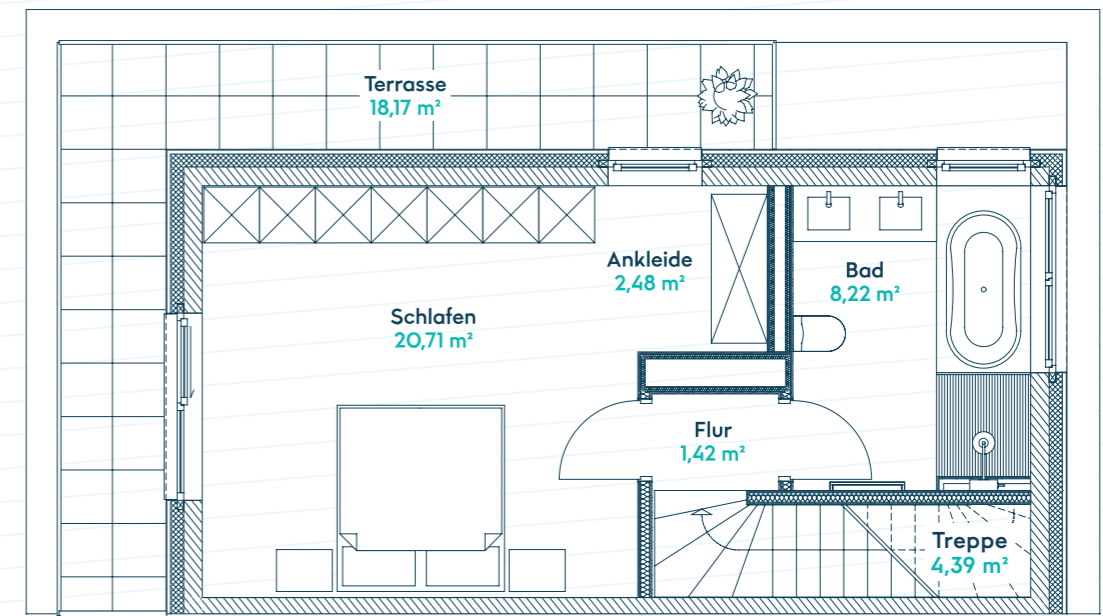 Terrasse
18,17 m²
Ankleide
2,48 m²
Bad
8,22 m²
Schlafen
20,71 m²
Flur
1,42 m²
Treppe
4,39 m²